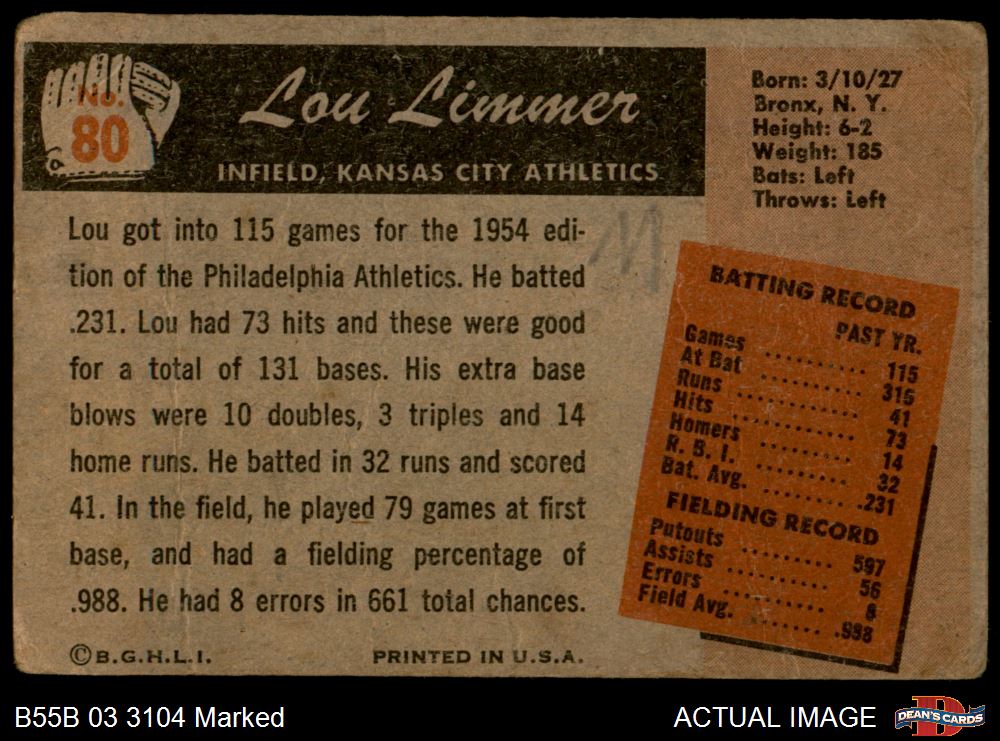 No.
80
Lou Limmer
INFIELD, KANSAS CITY ATHLETICS
Born: 3/10/27
Bronx, N. Y.
Height: 6-2
Weight: 185
Bats: Left
Throws: Left
Lou got into 115 games for the 1954 edi-
tion of the Philadelphia Athletics. He batted
.231. Lou had 73 hits and these were good
for a total of 131 bases. His extra base
blows were 10 doubles, 3 triples and 14
home runs. He batted in 32 runs and scored
41. In the field, he played 79 games at first
base, and had a fielding percentage of
.988. He had 8 errors in 661 total chances.
BATTING RECORD
PAST YR.
Games ......... 115
At Bat ......... 315
Runs ......... 41
Hits ......... 73
Homers ......... 14
R. B. I. ......... 32
Bat. Avg. ......... .231
FIELDING RECORD
Putouts ......... 597
Assists ......... 56
Errors ......... 8
Field Avg. ......... .988
©B.G.H.L.I.
PRINTED IN U.S.A.
B55B 03 3104 Marked
ACTUAL IMAGE
DEAN'S CARDS